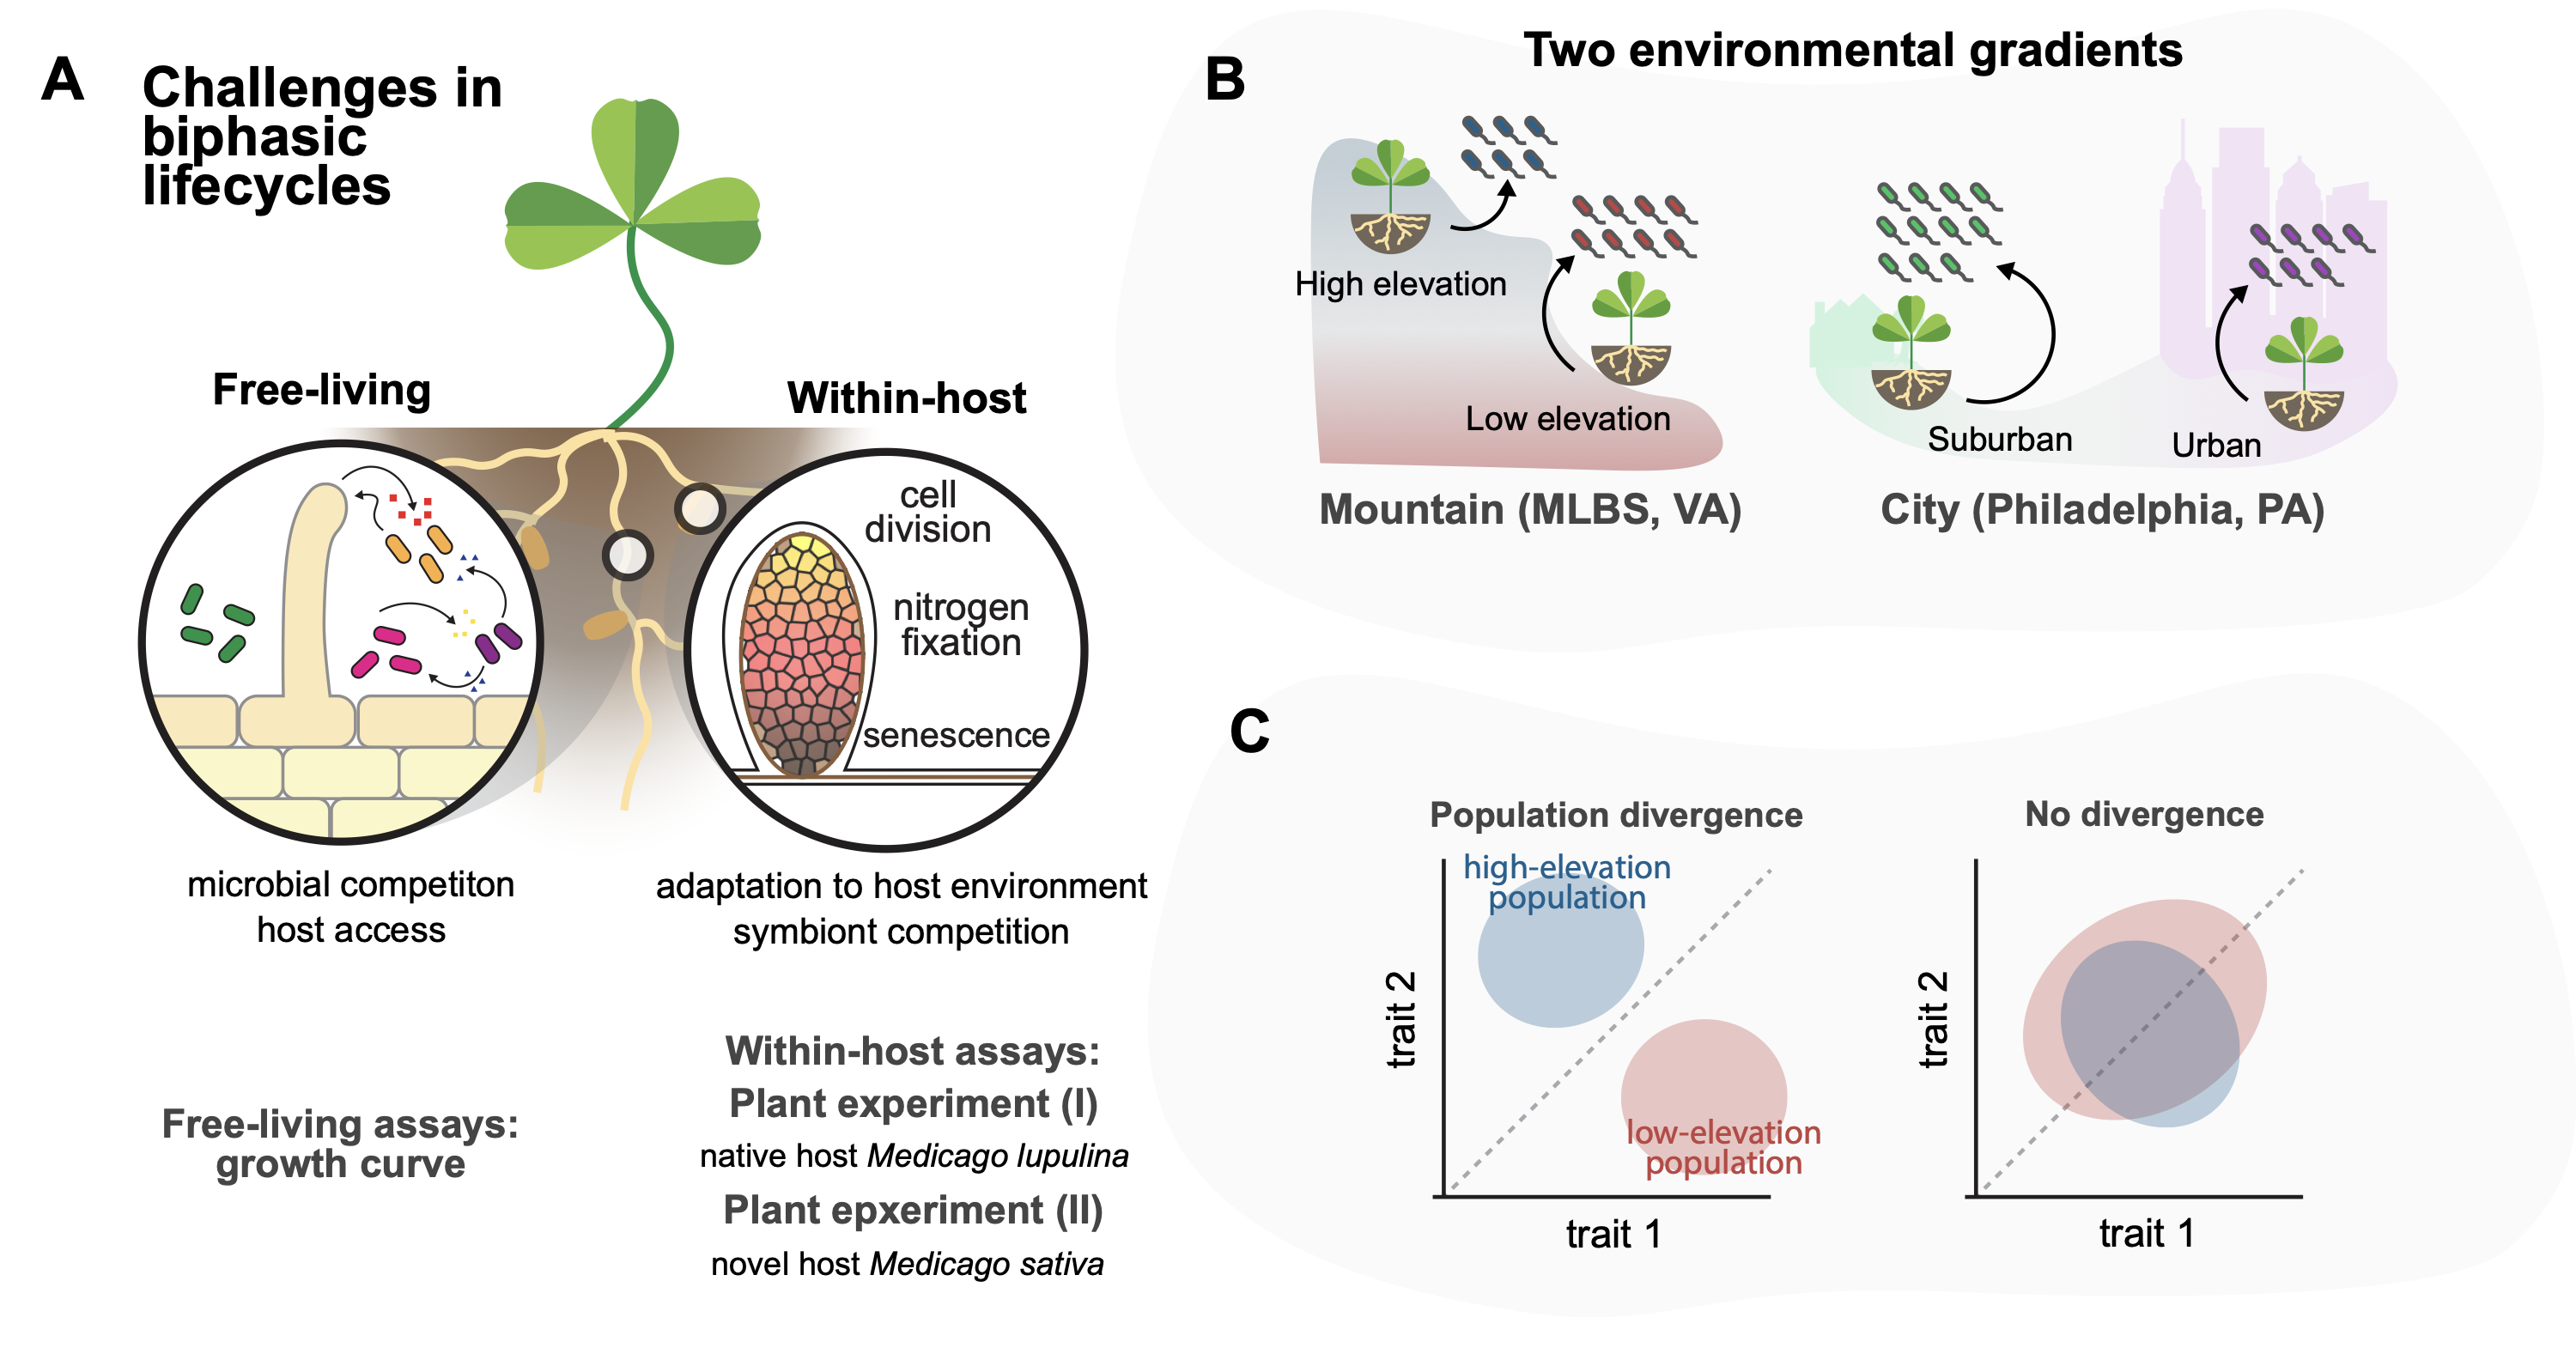 A
Challenges in
biphasic
lifecycles
Free-living
Within-host
cell
division
nitrogen
fixation
senescence
microbial competiton
host access
adaptation to host environment
symbiont competition
Free-living assays:
growth curve
Within-host assays:
Plant experiment (I)
native host Medicago lupulina
Plant epxeriment (II)
novel host Medicago sativa
B
Two environmental gradients
High elevation
Low elevation
Suburban
Urban
Mountain (MLBS, VA)
City (Philadelphia, PA)
C
Population divergence
high-elevation
population
low-elevation
population
trait 2
trait 1
No divergence
trait 2
trait 1